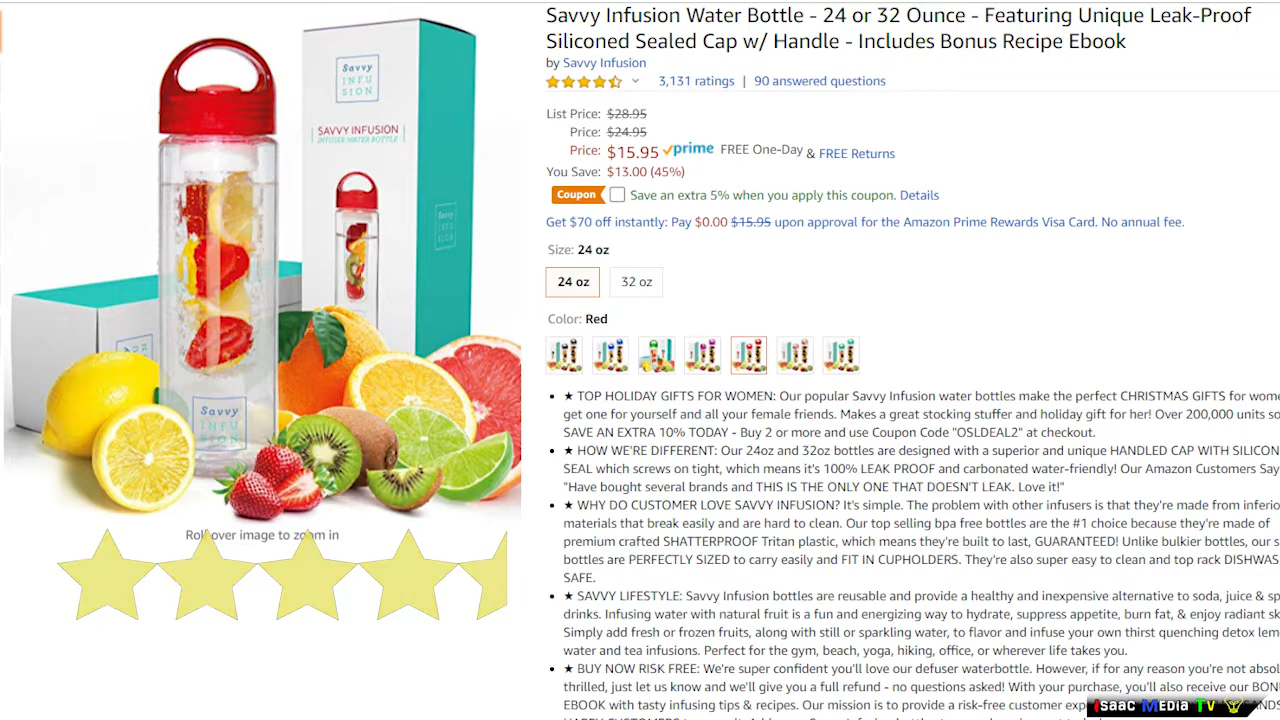 Savvy Infusion Water Bottle - 24 or 32 Ounce - Featuring Unique Leak-Proof
Siliconed Sealed Cap w/ Handle - Includes Bonus Recipe Ebook
by Savvy Infusion
3,131 ratings | 90 answered questions
List Price: $28.95
Price: $24.95
Price: $15.95 prime FREE One-Day & FREE Returns
You Save: $13.00 (45%)
Coupon Save an extra 5% when you apply this coupon. Details
Get $70 off instantly: Pay $0.00 $15.95 upon approval for the Amazon Prime Rewards Visa Card. No annual fee.
Size: 24 oz
24 oz 32 oz
Color: Red
★ TOP HOLIDAY GIFTS FOR WOMEN: Our popular Savvy Infusion water bottles make the perfect CHRISTMAS GIFTS for
get one for yourself and all your female friends. Makes a great stocking stuffer and holiday gift for her! Over 200,000 units
SAVE AN EXTRA 10% TODAY - Buy 2 or more and use Coupon Code "OSLDEAL2" at checkout.
★ HOW WE'RE DIFFERENT: Our 24oz and 32oz bottles are designed with a superior and unique HANDLED CAP WITH
SEAL which screws on tight, which means it's 100% LEAK PROOF and carbonated water-friendly! Our Amazon Customers Say
"Have bought several brands and THIS IS THE ONLY ONE THAT DOESN'T LEAK. Love it!"
★ WHY DO CUSTOMER LOVE SAVVY INFUSION? It's simple. The problem with other infusers is that they're made from
materials that break easily and are hard to clean. Our top selling bpa free bottles are the #1 choice because they're made of
premium crafted SHATTERPROOF Tritan plastic, which means they're built to last, GUARANTEED! Unlike bulkier bottles, our
bottles are PERFECTLY SIZED to carry easily and FIT IN CUPHOLDERS. They're also super easy to clean and top rack
SAFE.
★ SAVVY LIFESTYLE: Savvy Infusion bottles are reusable and provide a healthy and inexpensive alternative to soda, juice &
drinks. Infusing water with natural fruit is a fun and energizing way to hydrate, suppress appetite, burn fat, & enjoy radiant
Simply add fresh or frozen fruits, along with still or sparkling water, to flavor and infuse your own thirst quenching detox
water and tea infusions. Perfect for the gym, beach, yoga, hiking, office, or wherever life takes you.
★ BUY NOW RISK FREE: We're super confident you'll love our defuser waterbottle. However, if for any reason you're not
thrilled, just let us know and we'll give you a full refund - no questions asked! With your purchase, you'll also receive our
EBOOK with tasty infusing tips & recipes. Our mission is to provide a risk-free customer
Savvy
INFU
SION
SAVVY INFUSION
INFUSER WATER BOTTLE
Savvy
INFU
SION
Roll over image to zoom in
Isaac Media Tv